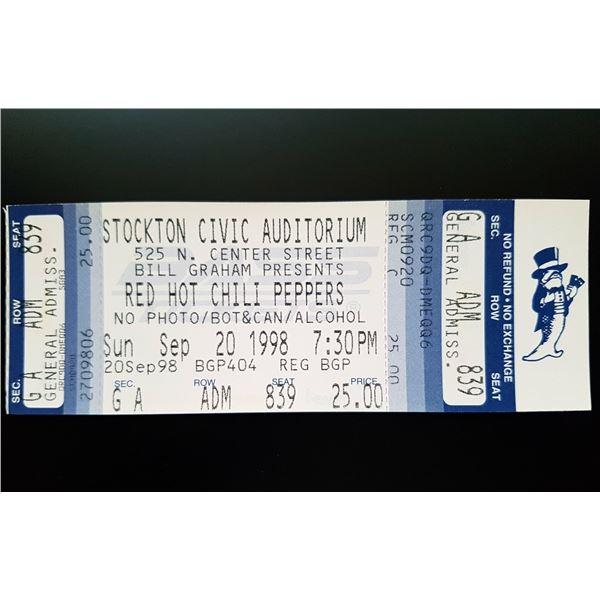 SEAT 839
ROW ADM
SEC. G A
GENERAL ADMISS.
25.00
2709806
STOCKTON CIVIC AUDITORIUM
525 N. CENTER STREET
BILL GRAHAM PRESENTS
RED HOT CHILI PEPPERS
NO PHOTO/BOT&CAN/ALCOHOL
Sun Sep 20 1998 7:30PM
20Sep98 BGP404 REG BGP
SEC. ROW SEAT PRICE
G A ADM 839 25.00
QRC9DQ-DMEQQ6
SCM0920
REG C 25.00
G A ADM 839
GENERAL ADMISS.
SEC. ROW SEAT
NO REFUND • NO EXCHANGE